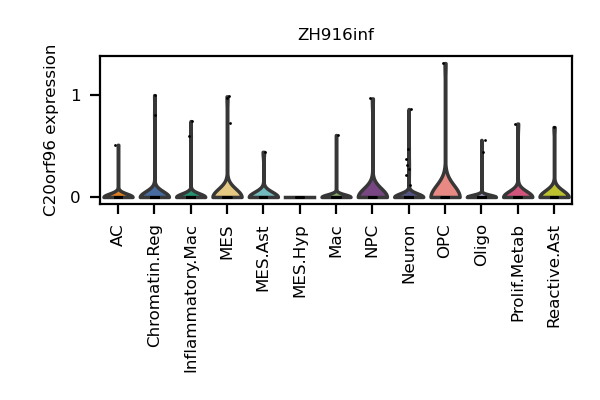 ZH916inf
C20orf96 expression
1
0
AC
Chromatin.Reg
Inflammatory.Mac
MES
MES.Ast
MES.Hyp
Mac
NPC
Neuron
OPC
Oligo
Prolif.Metab
Reactive.Ast